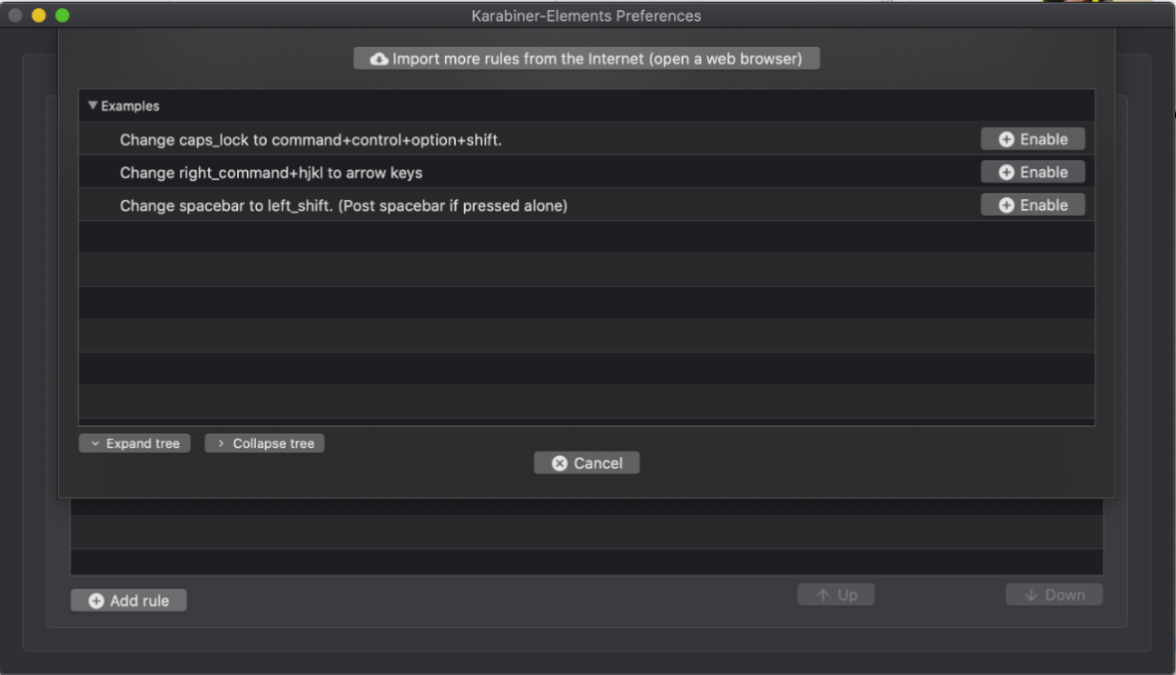 Karabiner-Elements Preferences
Import more rules from the Internet (open a web browser)
Examples
Change caps_lock to command+control+option+shift.
Enable
Change right_command+hjkl to arrow keys
Enable
Change spacebar to left_shift. (Post spacebar if pressed alone)
Enable
Expand tree
Collapse tree
Cancel
Add rule
Up
Down